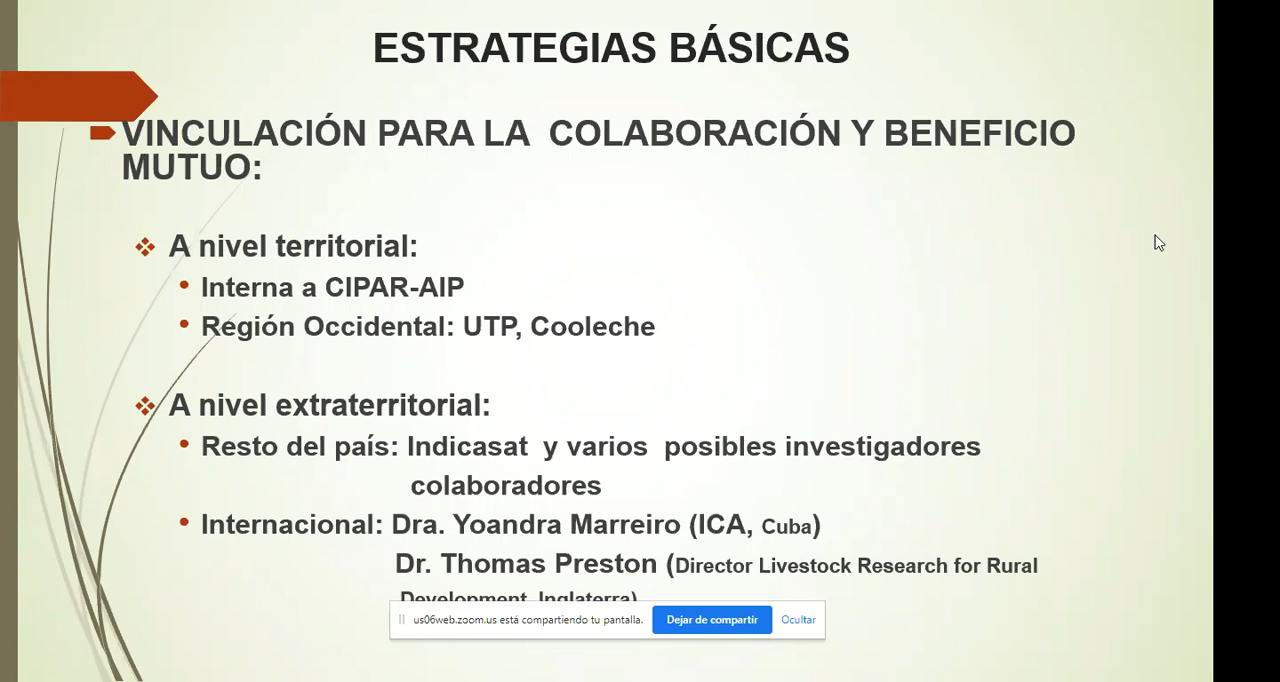 ESTRATEGIAS BÁSICAS
VINCULACIÓN PARA LA COLABORACIÓN Y BENEFICIO
MUTUO:
A nivel territorial:
Interna a CIPAR-AIP
Región Occidental: UTP, Cooleche
A nivel extraterritorial:
Resto del país: Indicasat y varios posibles investigadores
colaboradores
Internacional: Dra. Yoandra Marreiro (ICA, Cuba)
Dr. Thomas Preston (Director Livestock Research for Rural
Development, Inglaterra)
us06web.zoom.us está compartiendo tu pantalla. Dejar de compartir Ocultar